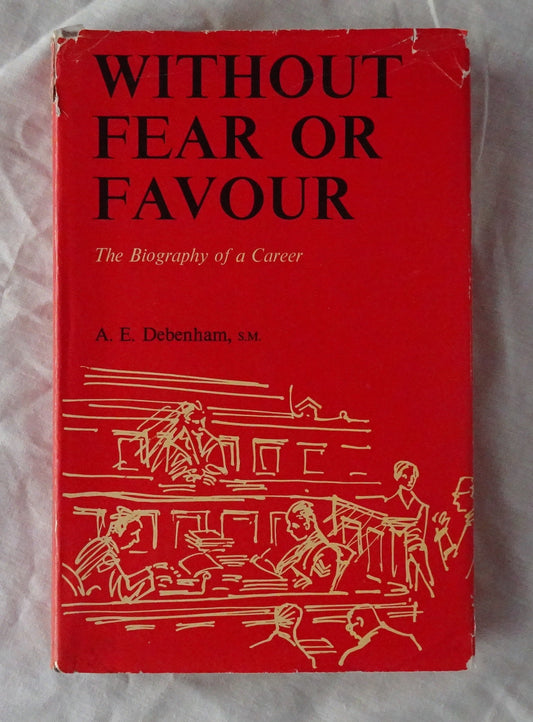 WITHOUT
FEAR OR
FAVOUR
The Biography of a Career
A. E. Debenham, S.M.